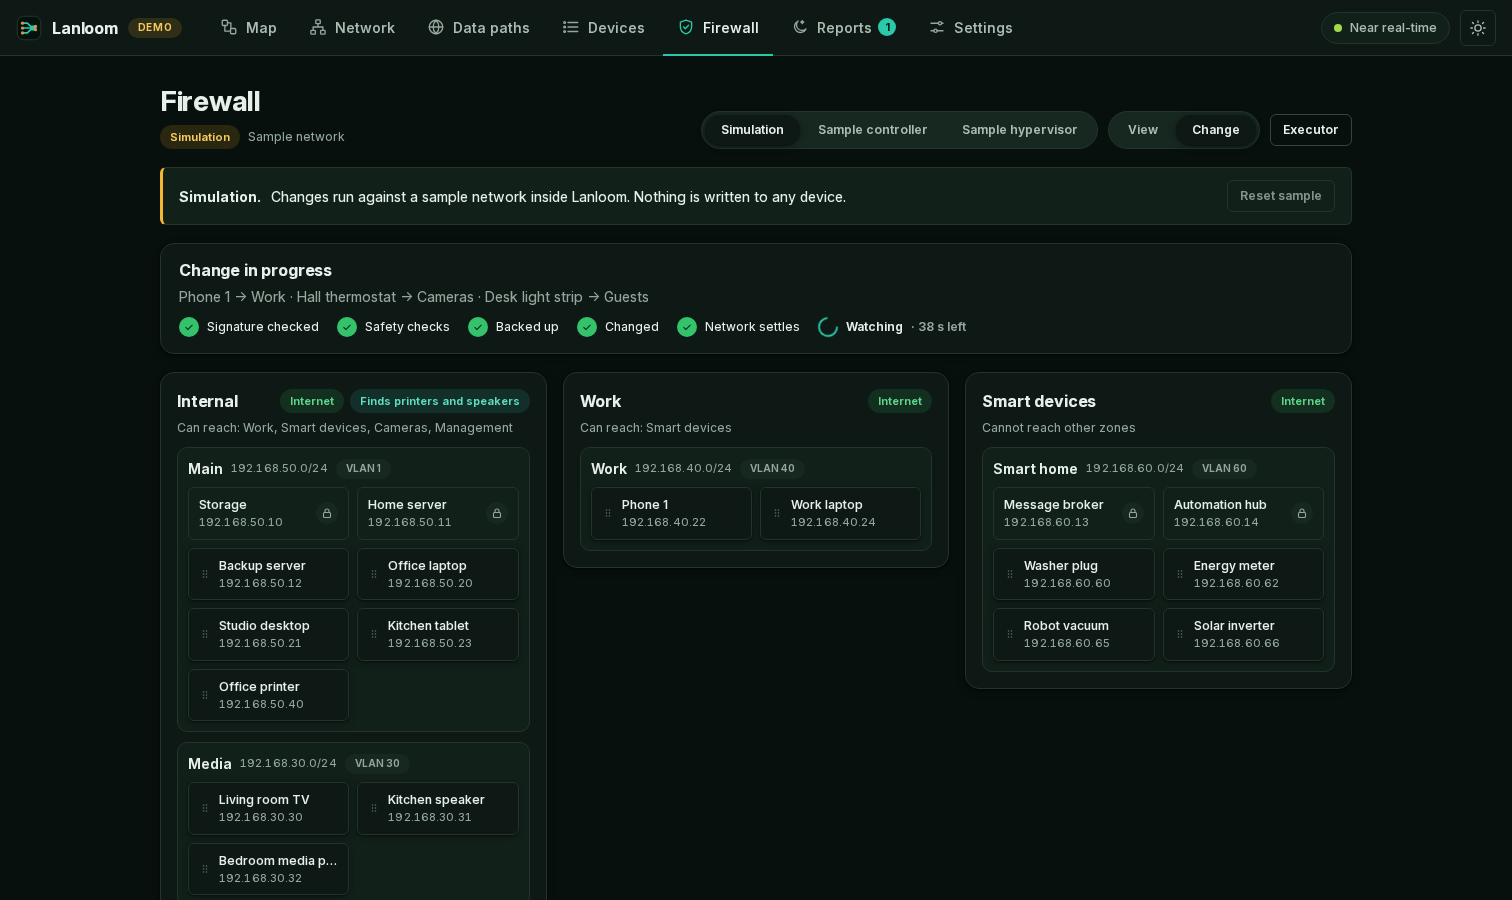 Lanloom DEMO Map Network Data paths Devices Firewall Reports 1 Settings Near real-time
Firewall
Simulation Sample network
Simulation Sample controller Sample hypervisor View Change Executor
Simulation. Changes run against a sample network inside Lanloom. Nothing is written to any device. Reset sample
Change in progress
Phone 1 → Work · Hall thermostat → Cameras · Desk light strip → Guests
Signature checked Safety checks Backed up Changed Network settles Watching · 38 s left
Internal Internet Finds printers and speakers
Can reach: Work, Smart devices, Cameras, Management
Main 192.168.50.0/24 VLAN 1
Storage
192.168.50.10
Home server
192.168.50.11
Backup server
192.168.50.12
Office laptop
192.168.50.20
Studio desktop
192.168.50.21
Kitchen tablet
192.168.50.23
Office printer
192.168.50.40
Media 192.168.30.0/24 VLAN 30
Living room TV
192.168.30.30
Kitchen speaker
192.168.30.31
Bedroom media p...
192.168.30.32
Work Internet
Can reach: Smart devices
Work 192.168.40.0/24 VLAN 40
Phone 1
192.168.40.22
Work laptop
192.168.40.24
Smart devices Internet
Cannot reach other zones
Smart home 192.168.60.0/24 VLAN 60
Message broker
192.168.60.13
Automation hub
192.168.60.14
Washer plug
192.168.60.60
Energy meter
192.168.60.62
Robot vacuum
192.168.60.65
Solar inverter
192.168.60.66